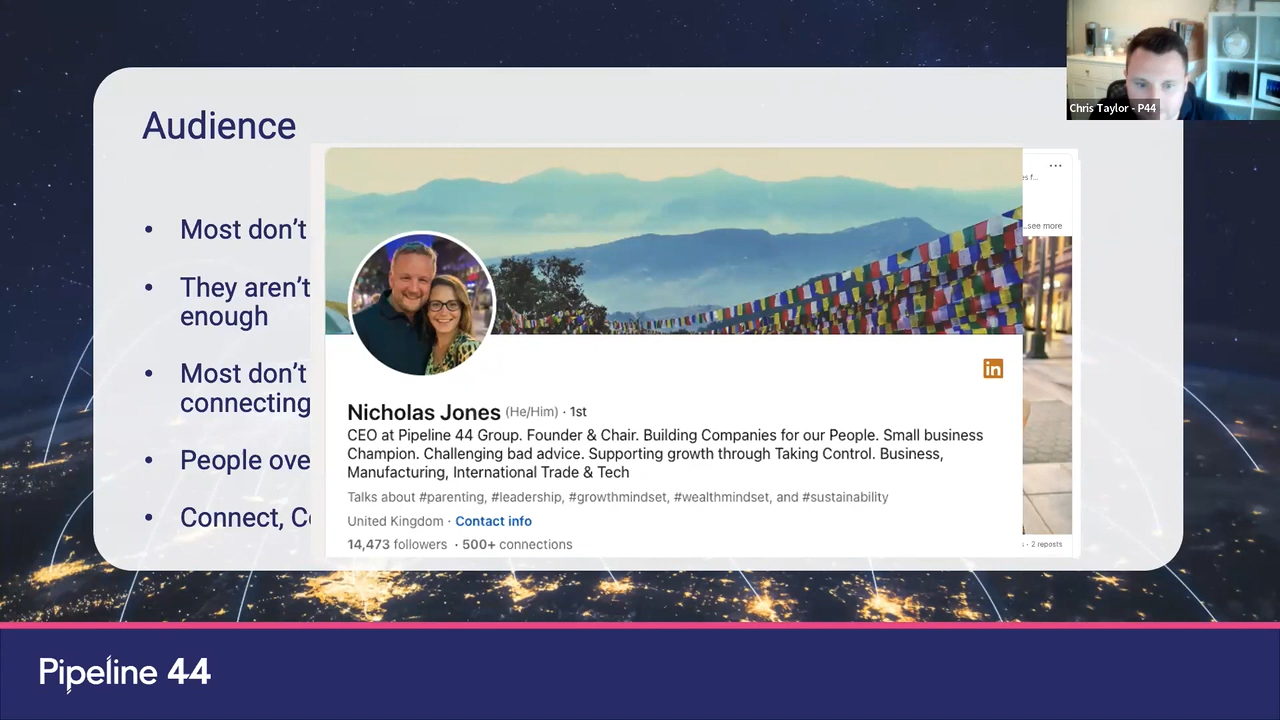 Chris Taylor - P44
Audience
• Most don't
• They aren't
enough
• Most don't
connecting
• People ove
• Connect, Co
...
es f...
...see more
in
Nicholas Jones (He/Him) · 1st
CEO at Pipeline 44 Group. Founder & Chair. Building Companies for our People. Small business
Champion. Challenging bad advice. Supporting growth through Taking Control. Business,
Manufacturing, International Trade & Tech
Talks about #parenting, #leadership, #growthmindset, #wealthmindset, and #sustainability
United Kingdom · Contact info
14,473 followers · 500+ connections
s · 2 reposts
Pipeline 44